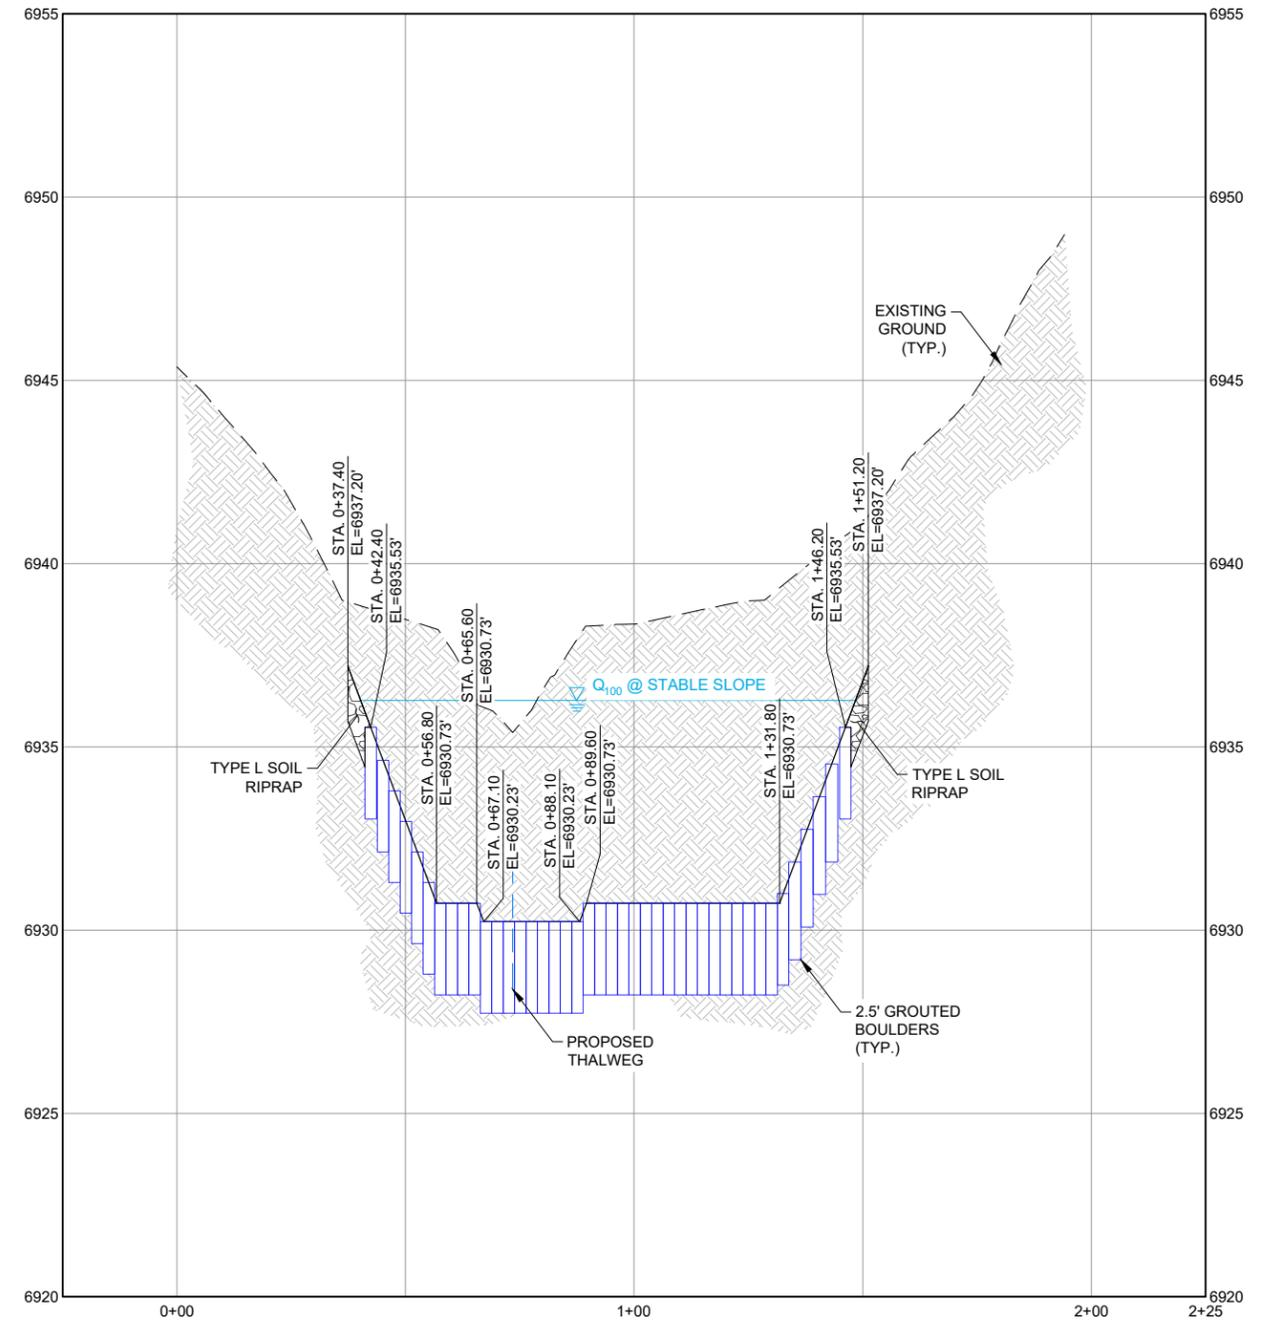 6955
6955
6950
6950
EXISTING
GROUND
(TYP.)
6945
6945
STA. 0+37.40
EL=6937.20'
STA. 0+42.40
EL=6935.53'
STA. 1+46.20
EL=6935.53'
STA. 1+51.20
EL=6937.20'
6940
6940
STA. 0+65.60
EL=6930.73'
Q100 @ STABLE SLOPE
STA. 0+56.80
EL=6930.73'
STA. 0+67.10
EL=6930.23'
STA. 0+88.10
EL=6930.23'
STA. 0+89.60
EL=6930.73'
STA. 1+31.80
EL=6930.73'
6935
6935
TYPE L SOIL
RIPRAP
TYPE L SOIL
RIPRAP
6930
6930
2.5' GROUTED
BOULDERS
(TYP.)
PROPOSED
THALWEG
6925
6925
6920
6920
0+00
1+00
2+00
2+25